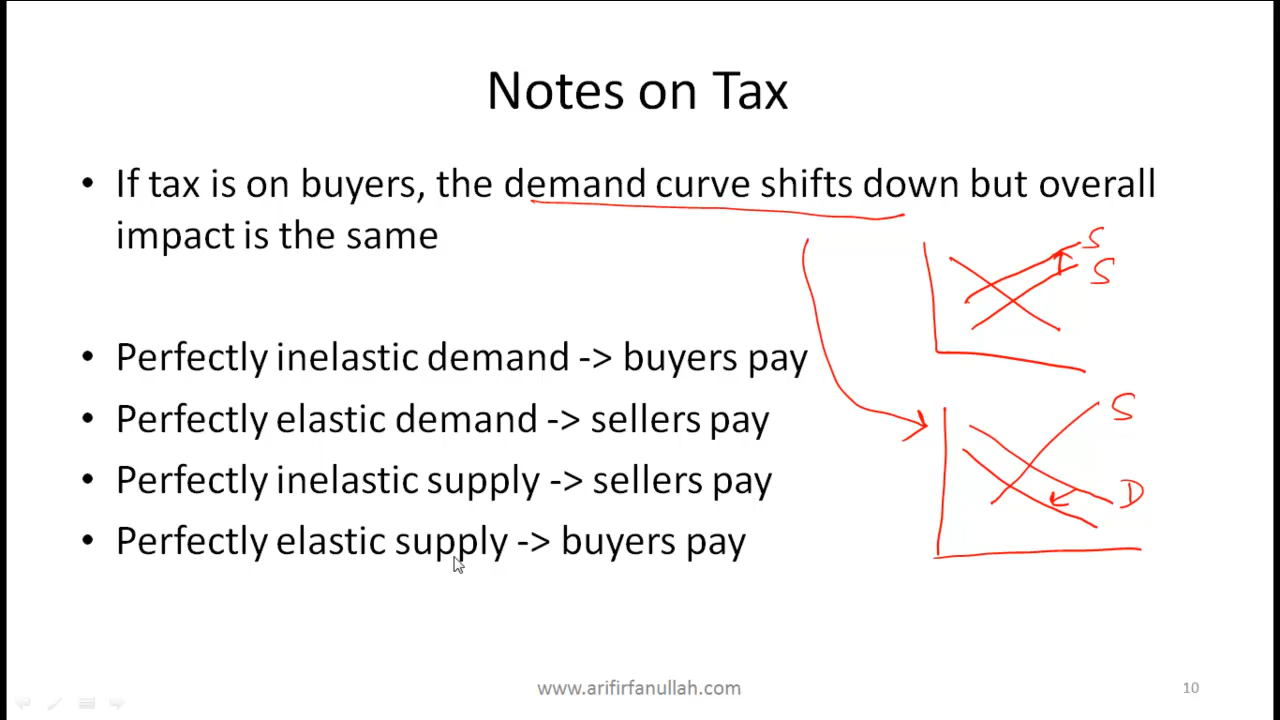 Notes on Tax
• If tax is on buyers, the demand curve shifts down but overall
impact is the same
S
S
• Perfectly inelastic demand -> buyers pay
• Perfectly elastic demand -> sellers pay
S
• Perfectly inelastic supply -> sellers pay
D
• Perfectly elastic supply -> buyers pay
www.arifirfanullah.com
10